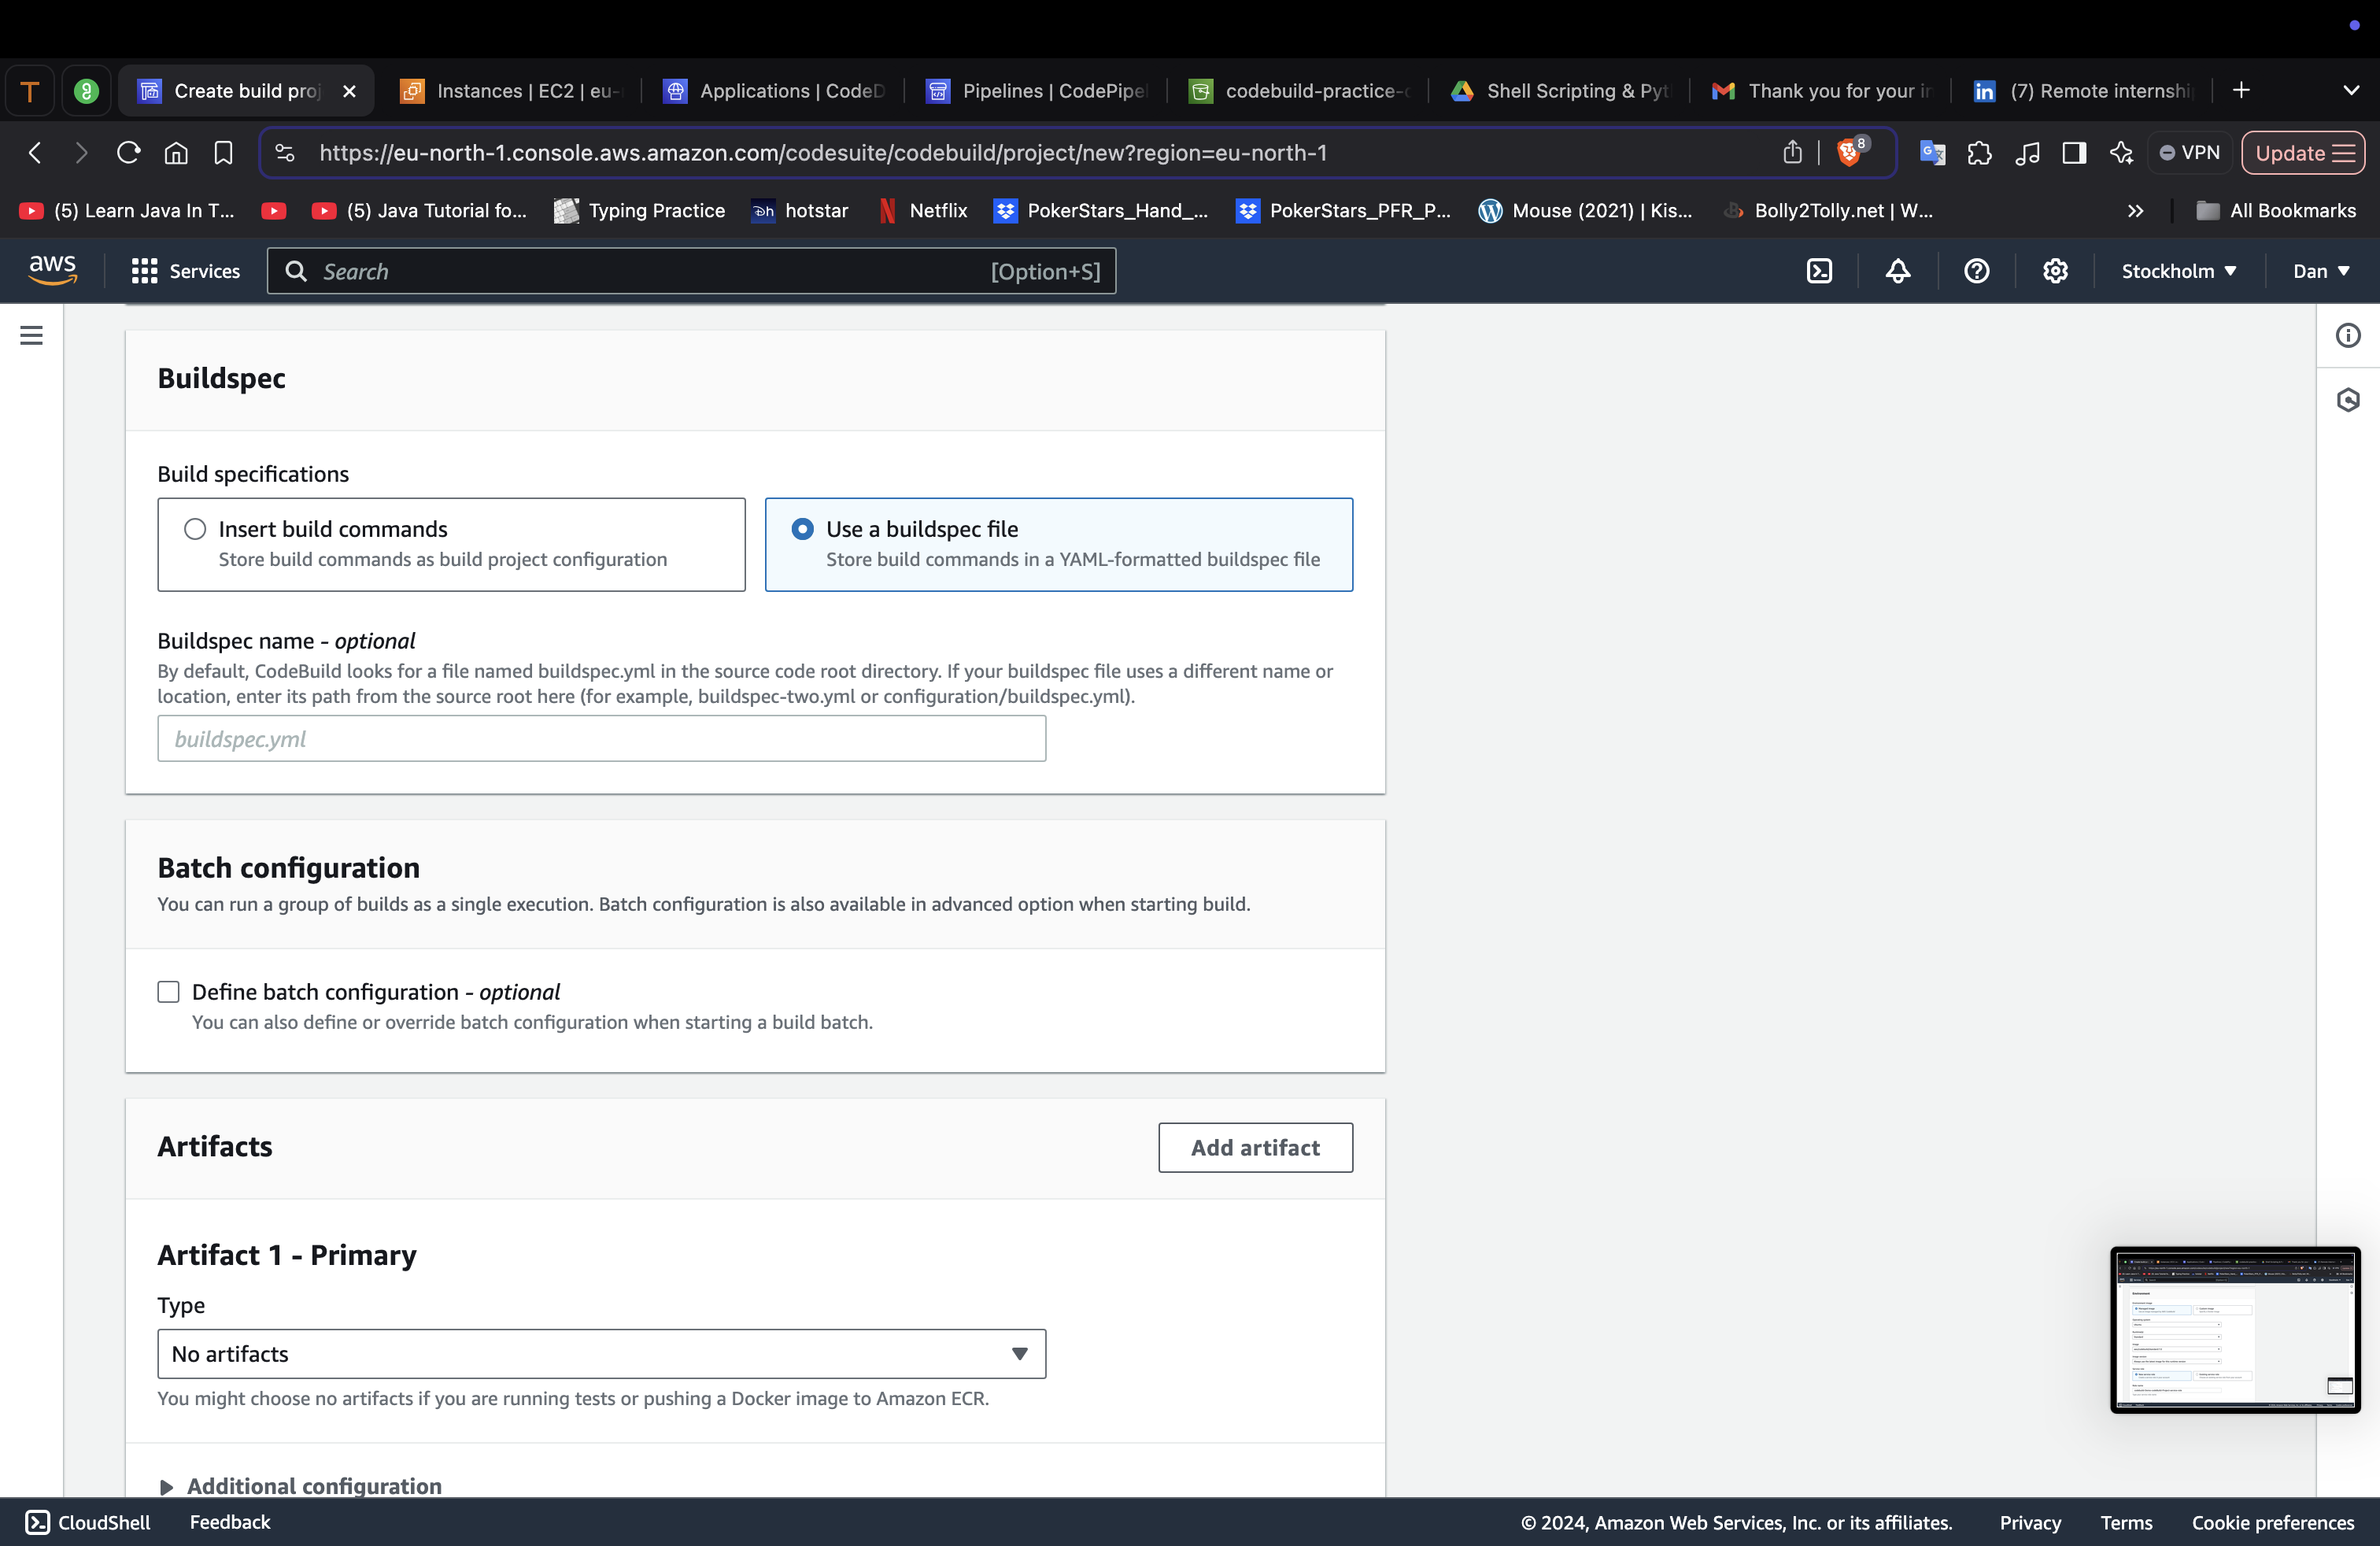 T
Create build proj
Instances | EC2 | eu-
Applications | CodeD
Pipelines | CodePipel
codebuild-practice-c
Shell Scripting & Pyt
Thank you for your in
(7) Remote internshi
https://eu-north-1.console.aws.amazon.com/codesuite/codebuild/project/new?region=eu-north-1
8
VPN
Update
(5) Learn Java In T...
(5) Java Tutorial fo...
Typing Practice
hotstar
Netflix
PokerStars_Hand_...
PokerStars_PFR_P...
Mouse (2021) | Kis...
Bolly2Tolly.net | W...
All Bookmarks
aws
Services
Search
[Option+S]
Stockholm
Dan
Buildspec
Build specifications
Insert build commands
Store build commands as build project configuration
Use a buildspec file
Store build commands in a YAML-formatted buildspec file
Buildspec name - optional
By default, CodeBuild looks for a file named buildspec.yml in the source code root directory. If your buildspec file uses a different name or
location, enter its path from the source root here (for example, buildspec-two.yml or configuration/buildspec.yml).
buildspec.yml
Batch configuration
You can run a group of builds as a single execution. Batch configuration is also available in advanced option when starting build.
Define batch configuration - optional
You can also define or override batch configuration when starting a build batch.
Artifacts
Add artifact
Artifact 1 - Primary
Type
No artifacts
You might choose no artifacts if you are running tests or pushing a Docker image to Amazon ECR.
Additional configuration
CloudShell
Feedback
© 2024, Amazon Web Services, Inc. or its affiliates.
Privacy
Terms
Cookie preferences